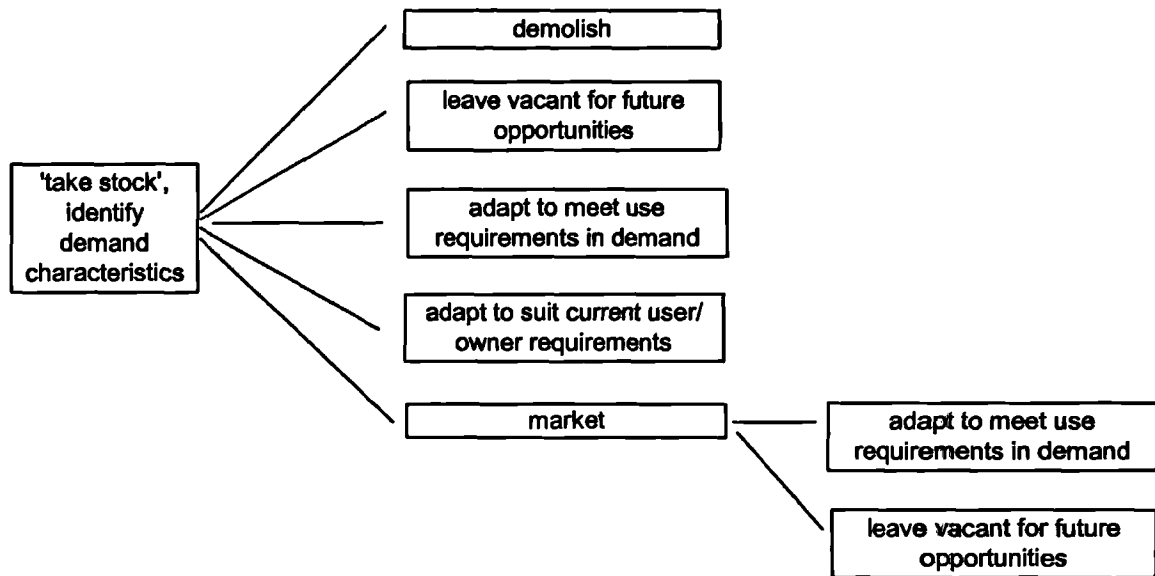 demolish
leave vacant for future
opportunities
'take stock',
identify
demand
characteristics
adapt to meet use
requirements in demand
adapt to suit current user/
owner requirements
market
adapt to meet use
requirements in demand
leave vacant for future
opportunities